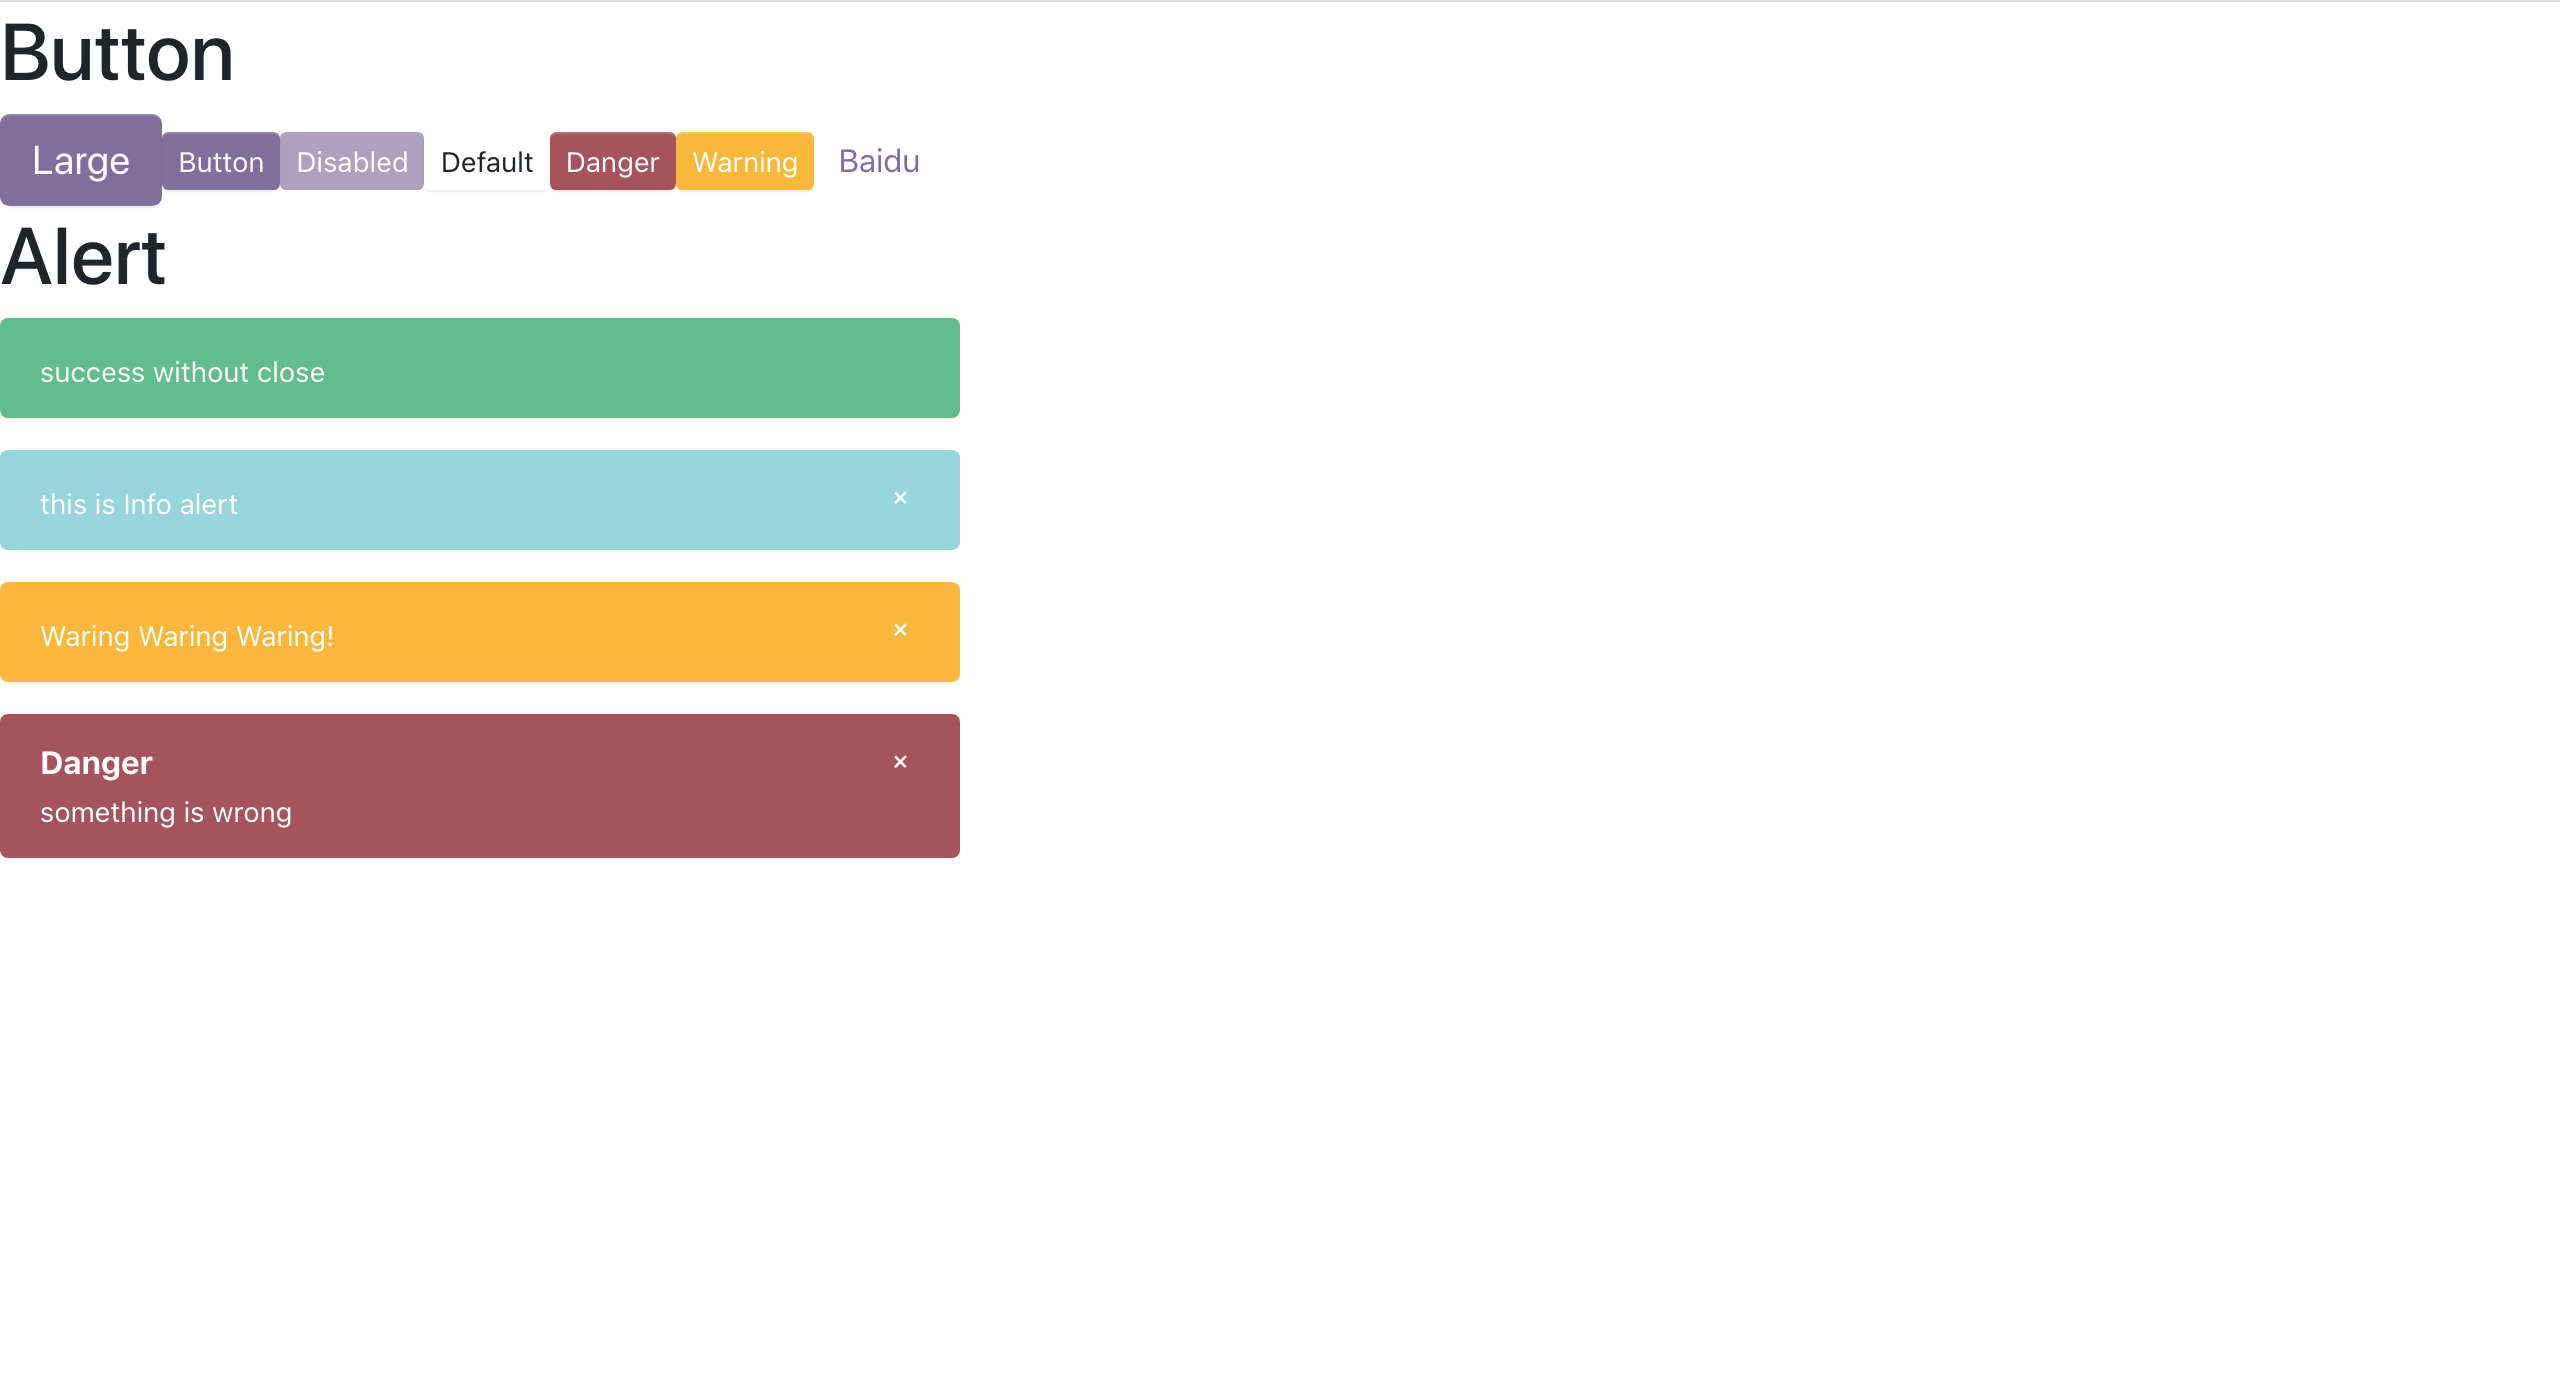 Button
Large Button Disabled Default Danger Warning Baidu
Alert
success without close
this is Info alert ×
Waring Waring Waring! ×
Danger ×
something is wrong